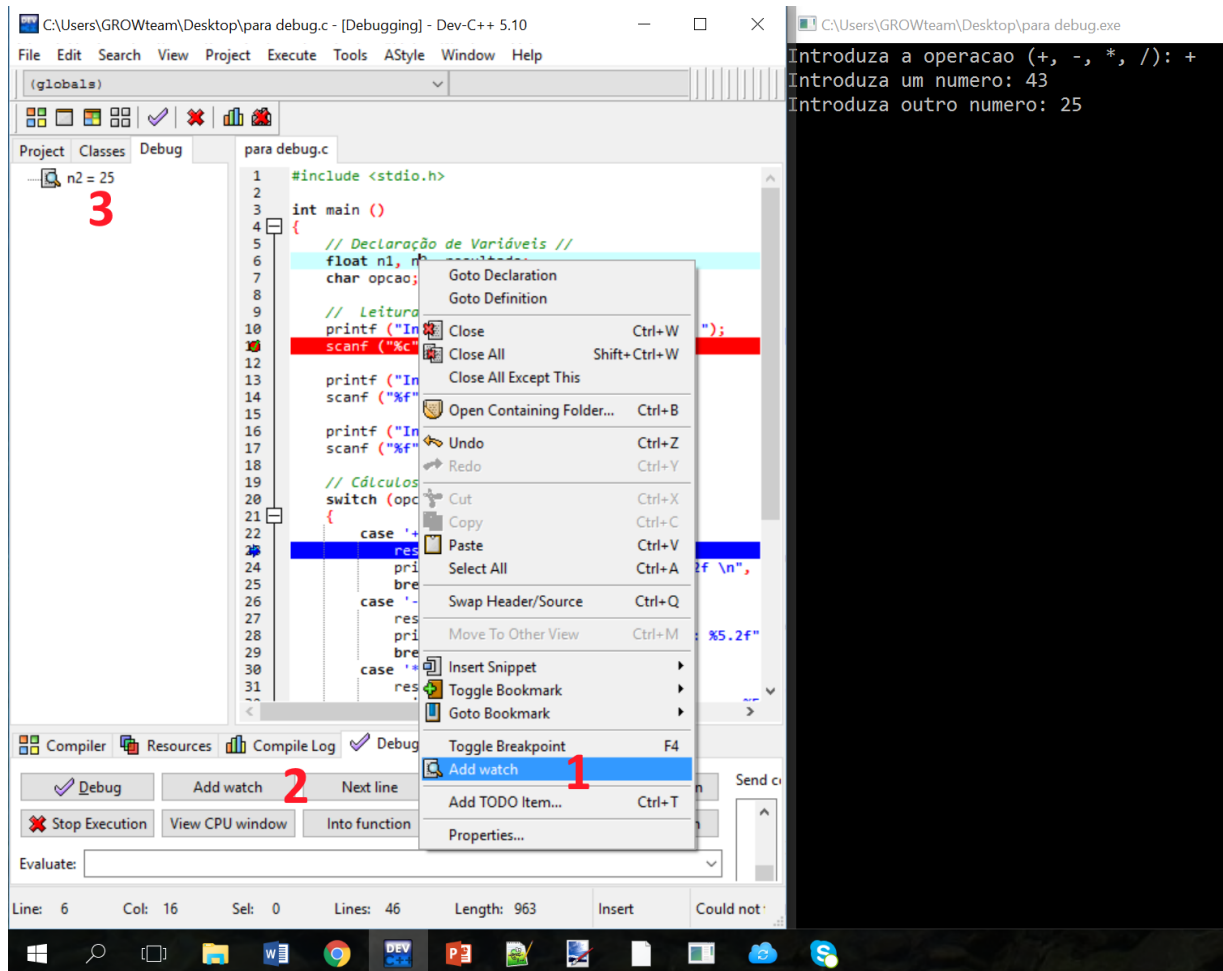 C:\Users\GROWteam\Desktop\para debug.c - [Debugging] - Dev-C++ 5.10
File Edit Search View Project Execute Tools AStyle Window Help
(globals)
Project Classes Debug
para debug.c
n2 = 25
3
1 #include <stdio.h>
2
3 int main ()
4 {
5 // Declaração de Variáveis //
6 float n1, n2, resultado;
7 char opcao;
8
9 // Leitura
10 printf ("In ");
scanf ("%c"
12
13 printf ("In
14 scanf ("%f"
15
16 printf ("In
17 scanf ("%f"
18
19 // Cálculos
20 switch (opc
21 {
22 case '+
23 res
24 pri 2f \n",
25 bre
26 case '-
27 res
28 pri : %5.2f"
29 bre
30 case '*
31 res
Goto Declaration
Goto Definition
Close Ctrl+W
Close All Shift+Ctrl+W
Close All Except This
Open Containing Folder... Ctrl+B
Undo Ctrl+Z
Redo Ctrl+Y
Cut Ctrl+X
Copy Ctrl+C
Paste Ctrl+V
Select All Ctrl+A
Swap Header/Source Ctrl+Q
Move To Other View Ctrl+M
Insert Snippet
Toggle Bookmark
Goto Bookmark
Toggle Breakpoint F4
Add watch 1
Add TODO Item... Ctrl+T
Properties...
Compiler Resources Compile Log Debug
Debug Add watch 2 Next line
Send c
Stop Execution View CPU window Into function
Evaluate:
Line: 6 Col: 16 Sel: 0 Lines: 46 Length: 963 Insert Could not
C:\Users\GROWteam\Desktop\para debug.exe
Introduza a operacao (+, -, *, /): +
Introduza um numero: 43
Introduza outro numero: 25
W DEV C++ P S